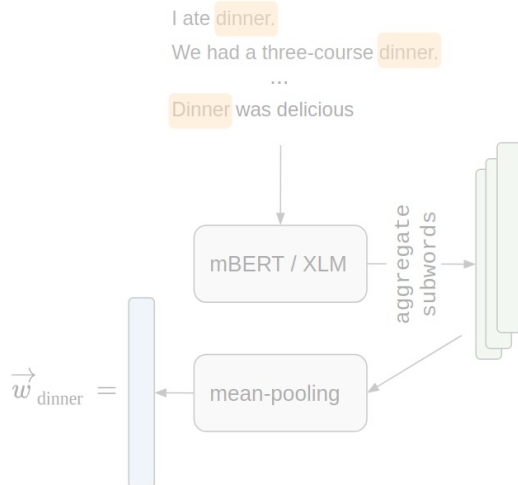 I ate dinner.
We had a three-course dinner.
...
Dinner was delicious
mBERT / XLM
aggregate
subwords
mean-pooling
w dinner =